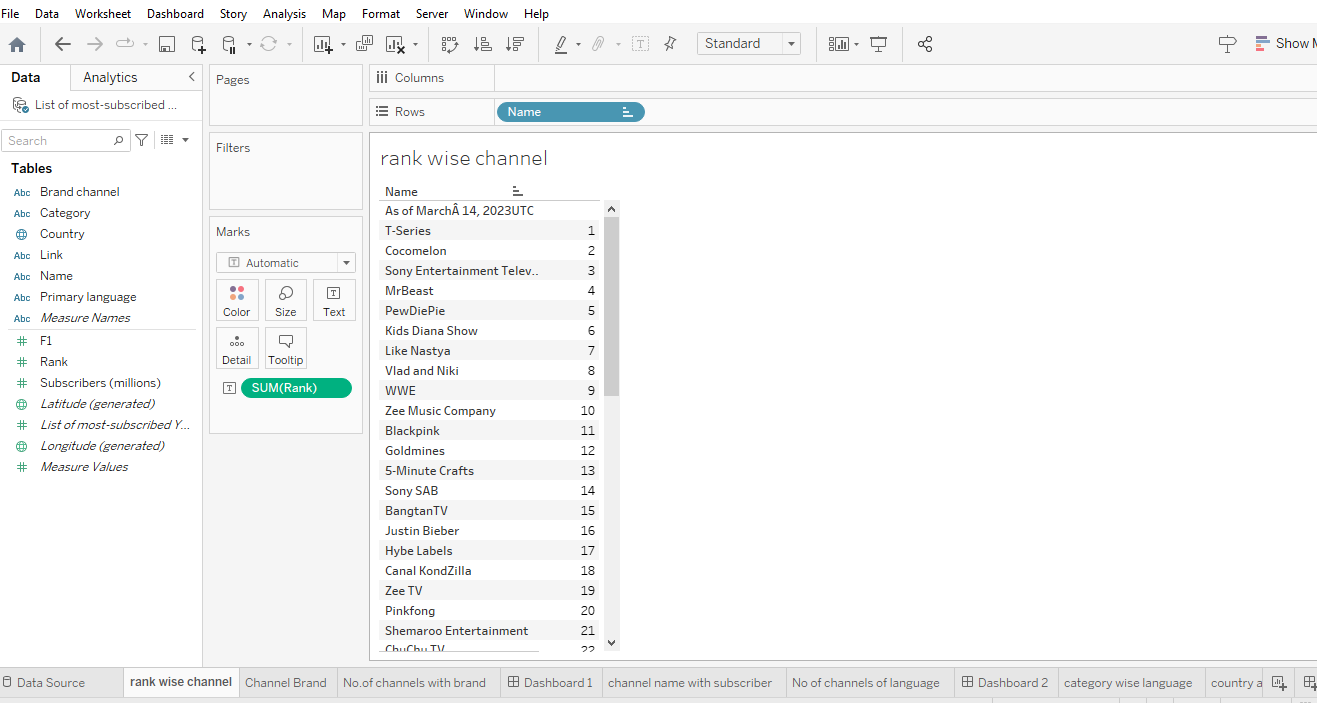 File Data Worksheet Dashboard Story Analysis Map Format Server Window Help
Standard
Show M
Data Analytics
List of most-subscribed ...
Search
Tables
Abc Brand channel
Abc Category
Country
Abc Link
Abc Name
Abc Primary language
Abc Measure Names
# F1
# Rank
# Subscribers (millions)
Latitude (generated)
# List of most-subscribed Y...
Longitude (generated)
# Measure Values
Pages
Filters
Marks
T Automatic
Color Size T Text
Detail Tooltip
T SUM(Rank)
Columns
Rows Name
rank wise channel
Name
As of MarchÂ 14, 2023UTC
T-Series 1
Cocomelon 2
Sony Entertainment Telev.. 3
MrBeast 4
PewDiePie 5
Kids Diana Show 6
Like Nastya 7
Vlad and Niki 8
WWE 9
Zee Music Company 10
Blackpink 11
Goldmines 12
5-Minute Crafts 13
Sony SAB 14
BangtanTV 15
Justin Bieber 16
Hybe Labels 17
Canal KondZilla 18
Zee TV 19
Pinkfong 20
Shemaroo Entertainment 21
ChuChu TV 22
Data Source rank wise channel Channel Brand No.of channels with brand Dashboard 1 channel name with subscriber No of channels of language Dashboard 2 category wise language country a